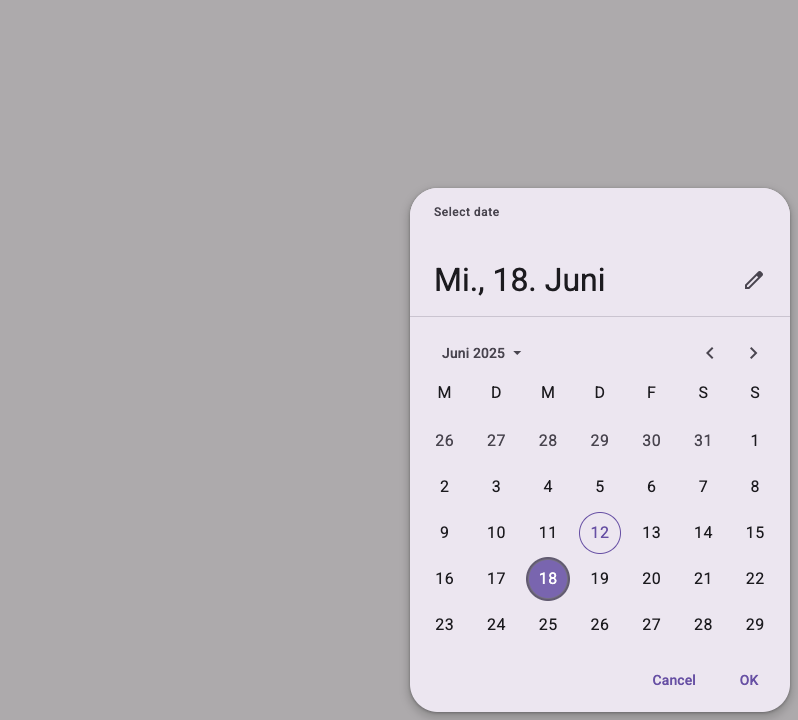 Select date
Mi., 18. Juni
Juni 2025
M D M D F S S
26 27 28 29 30 31 1
2 3 4 5 6 7 8
9 10 11 12 13 14 15
16 17 18 19 20 21 22
23 24 25 26 27 28 29
Cancel OK